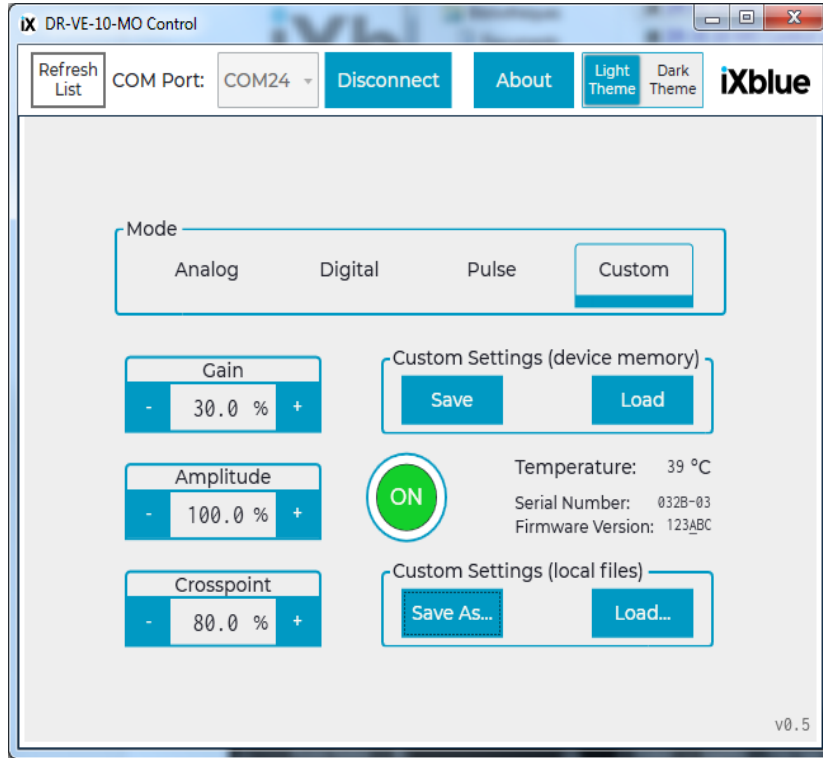 iX DR-VE-10-MO Control
Refresh
List
COM Port:
COM24
Disconnect
About
Light
Theme
Dark
Theme
iXblue
Mode
Analog
Digital
Pulse
Custom
Gain
- 30.0 % +
Custom Settings (device memory)
Save
Load
Amplitude
- 100.0 % +
ON
Temperature: 39 °C
Serial Number: 032B-03
Firmware Version: 123ABC
Crosspoint
- 80.0 % +
Custom Settings (local files)
Save As...
Load...
v0.5